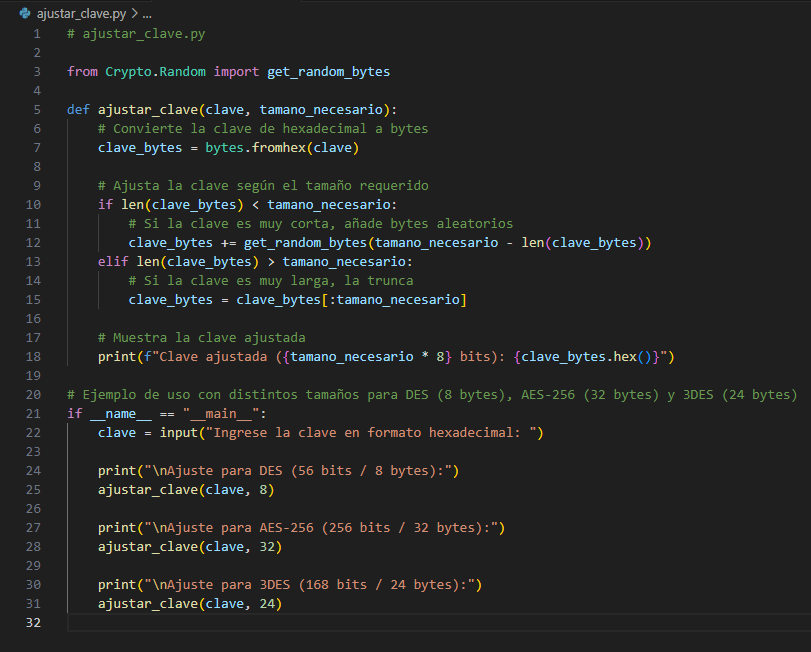 ajustar_clave.py > ...
1 # ajustar_clave.py
2
3 from Crypto.Random import get_random_bytes
4
5 def ajustar_clave(clave, tamano_necesario):
6     # Convierte la clave de hexadecimal a bytes
7     clave_bytes = bytes.fromhex(clave)
8
9     # Ajusta la clave según el tamaño requerido
10     if len(clave_bytes) < tamano_necesario:
11         # Si la clave es muy corta, añade bytes aleatorios
12         clave_bytes += get_random_bytes(tamano_necesario - len(clave_bytes))
13     elif len(clave_bytes) > tamano_necesario:
14         # Si la clave es muy larga, la trunca
15         clave_bytes = clave_bytes[:tamano_necesario]
16
17     # Muestra la clave ajustada
18     print(f"Clave ajustada ({tamano_necesario * 8} bits): {clave_bytes.hex()}")
19
20 # Ejemplo de uso con distintos tamaños para DES (8 bytes), AES-256 (32 bytes) y 3DES (24 bytes)
21 if __name__ == "__main__":
22     clave = input("Ingrese la clave en formato hexadecimal: ")
23
24     print("\nAjuste para DES (56 bits / 8 bytes):")
25     ajustar_clave(clave, 8)
26
27     print("\nAjuste para AES-256 (256 bits / 32 bytes):")
28     ajustar_clave(clave, 32)
29
30     print("\nAjuste para 3DES (168 bits / 24 bytes):")
31     ajustar_clave(clave, 24)
32